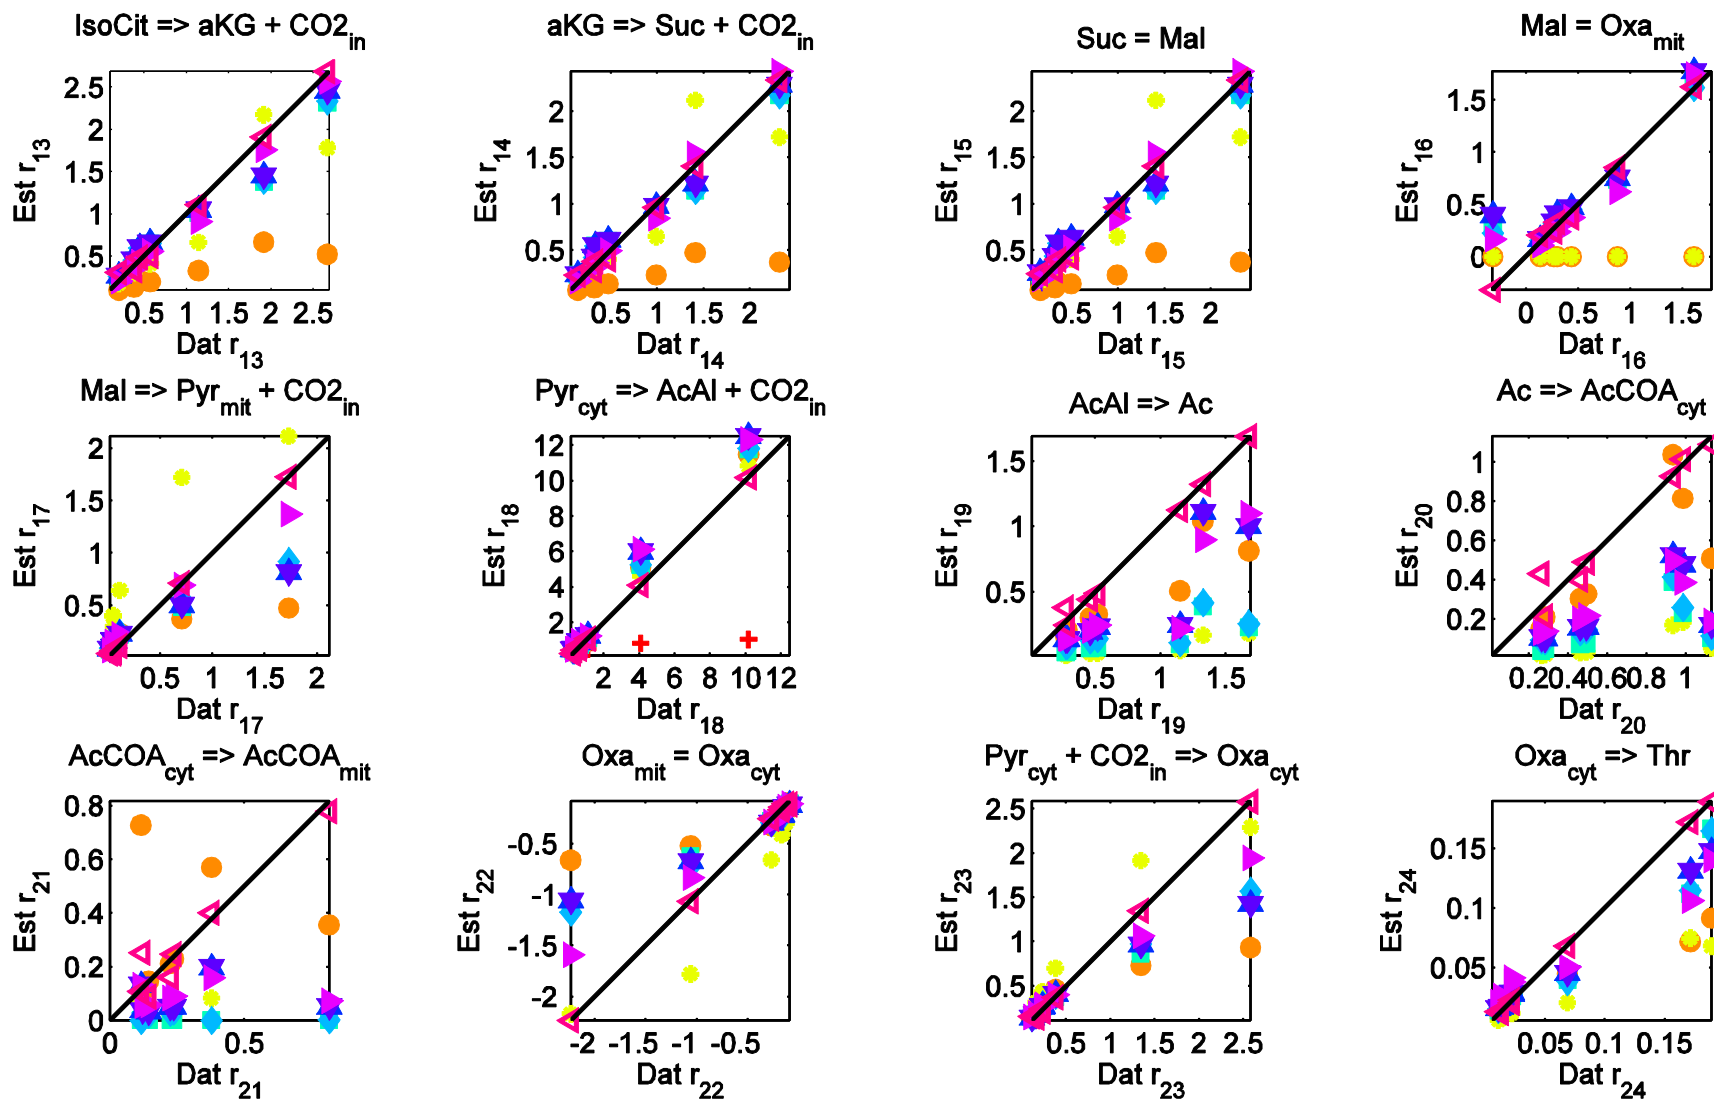 IsoCit => aKG + CO2in
aKG => Suc + CO2in
Suc = Mal
Mal = Oxamit
Est r13
2.5
2
1.5
1
0.5
0.5 1 1.5 2 2.5
Dat r13
Est r14
2
1.5
1
0.5
0.5 1 1.5 2
Dat r14
Est r15
2
1.5
1
0.5
0.5 1 1.5 2
Dat r15
Est r16
1.5
1
0.5
0
0 0.5 1 1.5
Dat r16
Mal => Pyrmit + CO2in
Pyrcyt => AcAl + CO2in
AcAl => Ac
Ac => AcCOAcyt
Est r17
2
1.5
1
0.5
0.5 1 1.5 2
Dat r17
Est r18
12
10
8
6
4
2
2 4 6 8 10 12
Dat r18
Est r19
1.5
1
0.5
0.5 1 1.5
Dat r19
Est r20
1
0.8
0.6
0.4
0.2
0.2 0.4 0.6 0.8 1
Dat r20
AcCOAcyt => AcCOAmit
Oxamit = Oxacyt
Pyrcyt + CO2in => Oxacyt
Oxacyt => Thr
Est r21
0.8
0.6
0.4
0.2
0
0 0.5
Dat r21
Est r22
-0.5
-1
-1.5
-2
-2 -1.5 -1 -0.5
Dat r22
Est r23
2.5
2
1.5
1
0.5
0.5 1 1.5 2 2.5
Dat r23
Est r24
0.15
0.1
0.05
0.05 0.1 0.15
Dat r24